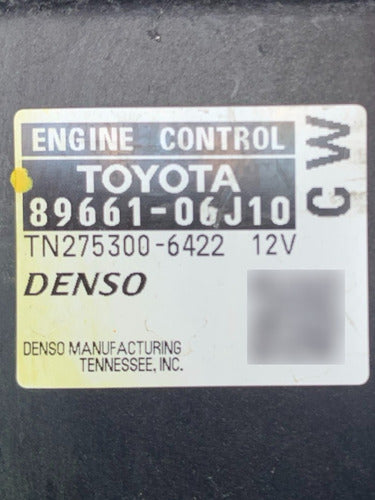 ENGINE CONTROL
TOYOTA
89661-06J10
CW
TN275300-6422 12V
DENSO
DENSO MANUFACTURING
TENNESSEE, INC.